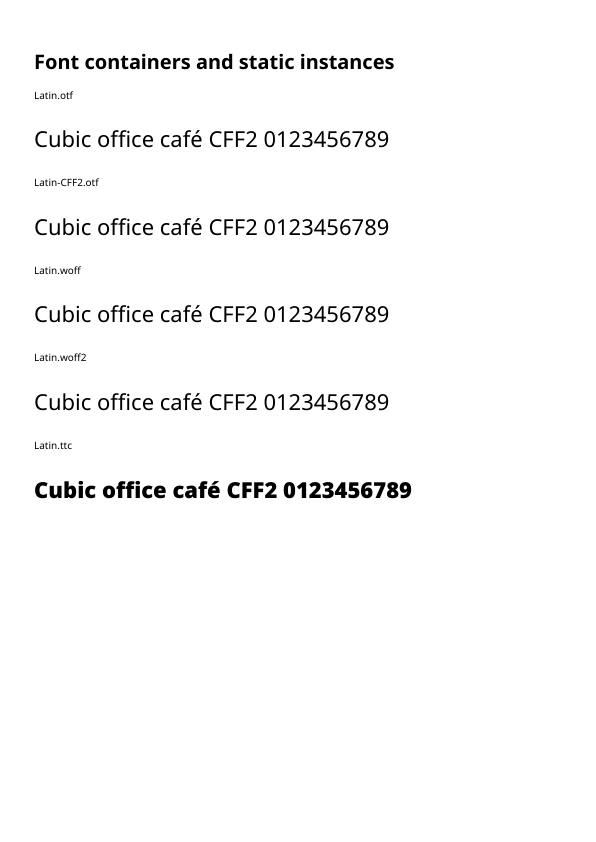 Font containers and static instances
Latin.otf
Cubic office café CFF2 0123456789
Latin-CFF2.otf
Cubic office café CFF2 0123456789
Latin.woff
Cubic office café CFF2 0123456789
Latin.woff2
Cubic office café CFF2 0123456789
Latin.ttc
Cubic office café CFF2 0123456789